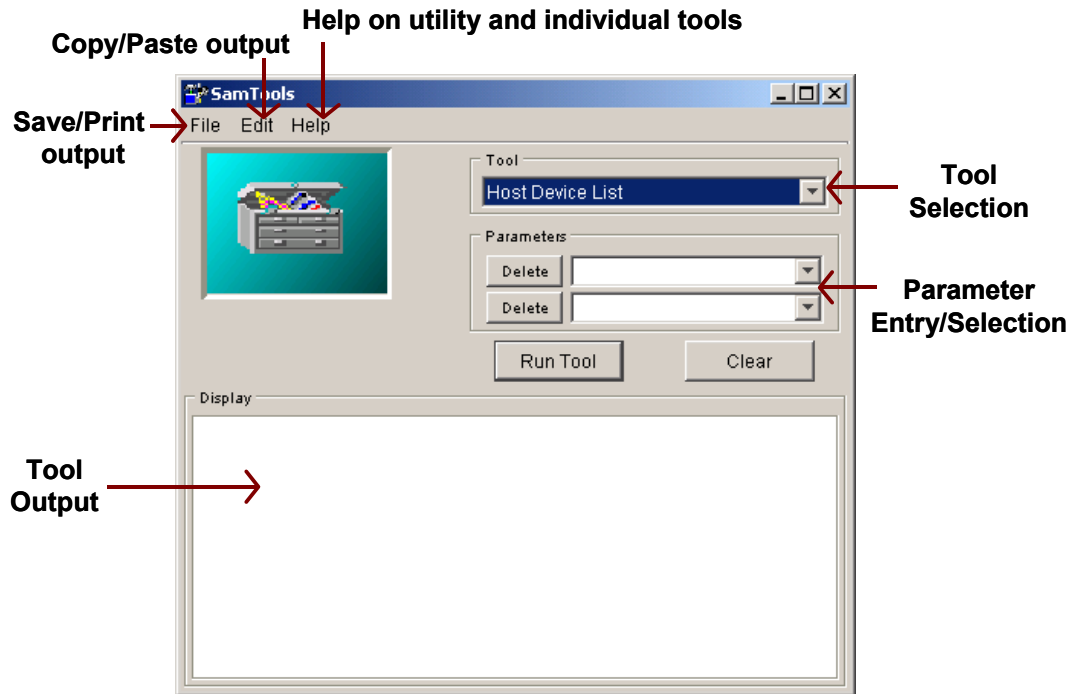 Help on utility and individual tools
Copy/Paste output
SamTools
Save/Print
output
File Edit Help
Tool
Host Device List
Tool
Selection
Parameters
Delete
Delete
Parameter
Entry/Selection
Run Tool Clear
Display
Tool
Output